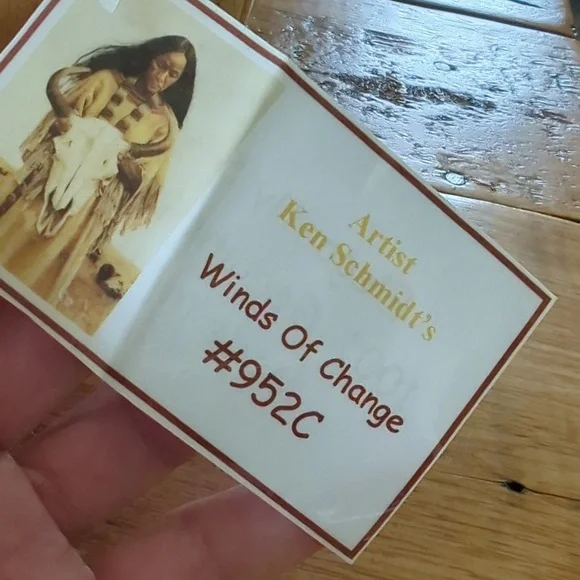 Artist
Ken Schmidt's
Winds Of Change
#952C